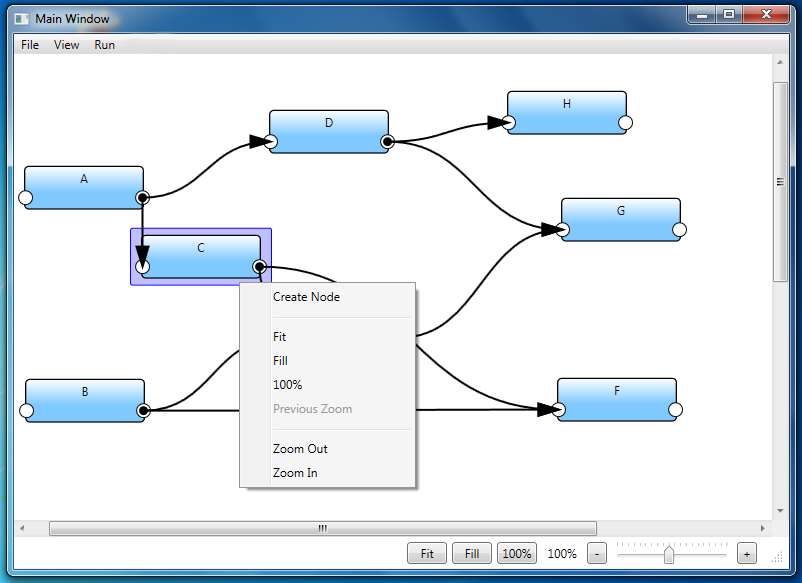 Main Window
File View Run
H
D
A
G
C
Create Node
Fit
Fill
100%
Previous Zoom
B
F
Zoom Out
Zoom In
Fit Fill 100% 100% - +